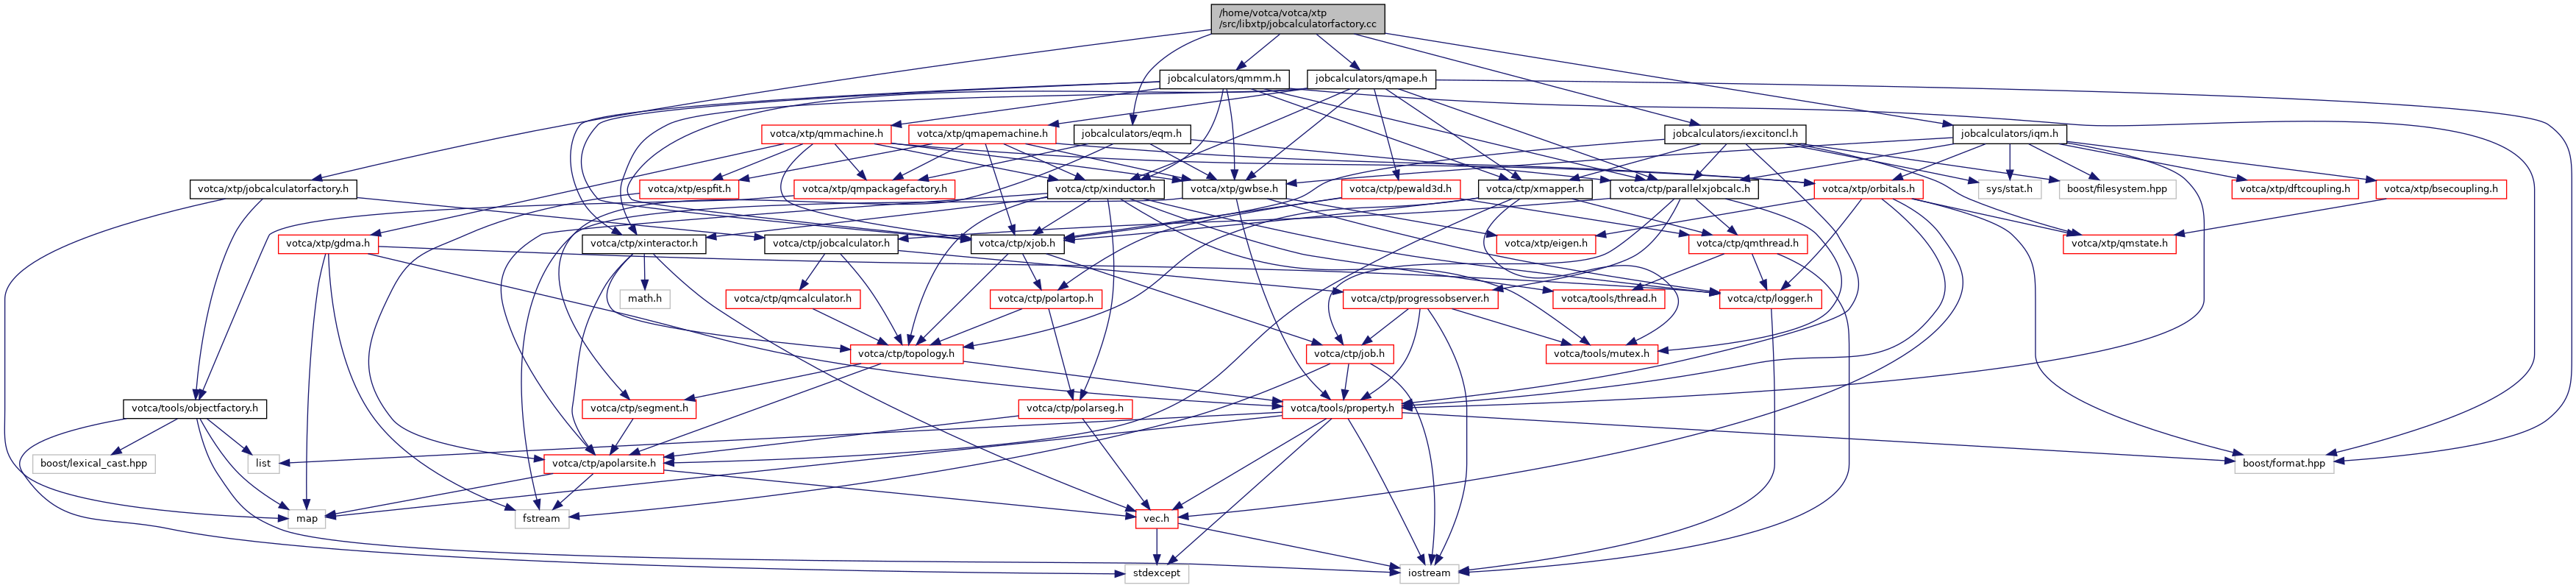 /home/votca/votca/xtp
/src/libxtp/jobcalculatorfactory.cc
jobcalculators/qmmm.h
jobcalculators/qmape.h
votca/xtp/qmmachine.h
votca/xtp/qmapemachine.h
jobcalculators/eqm.h
jobcalculators/iexcitoncl.h
jobcalculators/iqm.h
votca/xtp/jobcalculatorfactory.h
votca/xtp/espfit.h
votca/xtp/qmpackagefactory.h
votca/ctp/xinductor.h
votca/xtp/gwbse.h
votca/ctp/pewald3d.h
votca/ctp/xmapper.h
votca/ctp/parallelxjobcalc.h
votca/xtp/orbitals.h
sys/stat.h
boost/filesystem.hpp
votca/xtp/dftcoupling.h
votca/xtp/bsecoupling.h
votca/xtp/gdma.h
votca/ctp/xinteractor.h
votca/ctp/jobcalculator.h
votca/ctp/xjob.h
votca/xtp/eigen.h
votca/ctp/qmthread.h
votca/xtp/qmstate.h
math.h
votca/ctp/qmcalculator.h
votca/ctp/polartop.h
votca/ctp/progressobserver.h
votca/tools/thread.h
votca/ctp/logger.h
votca/ctp/topology.h
votca/ctp/job.h
votca/tools/mutex.h
votca/tools/objectfactory.h
votca/ctp/segment.h
votca/ctp/polarseg.h
votca/tools/property.h
boost/lexical_cast.hpp
list
votca/ctp/apolarsite.h
boost/format.hpp
map
fstream
vec.h
stdexcept
iostream